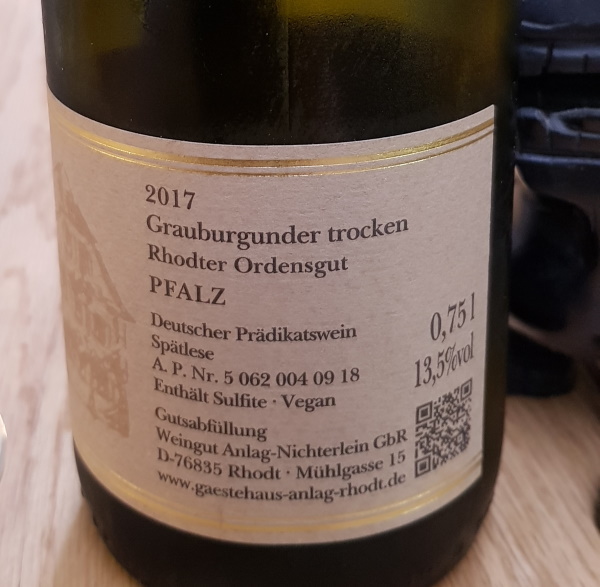 2017
Grauburgunder trocken
Rhodter Ordensgut
PFALZ
Deutscher Prädikatswein
Spätlese
A. P. Nr. 5 062 004 09 18
Enthält Sulfite · Vegan
0,75 l
13,5%vol
Gutsabfüllung
Weingut Anlag-Nichterlein GbR
D-76835 Rhodt · Mühlgasse 15
www.gaestehaus-anlag-rhodt.de